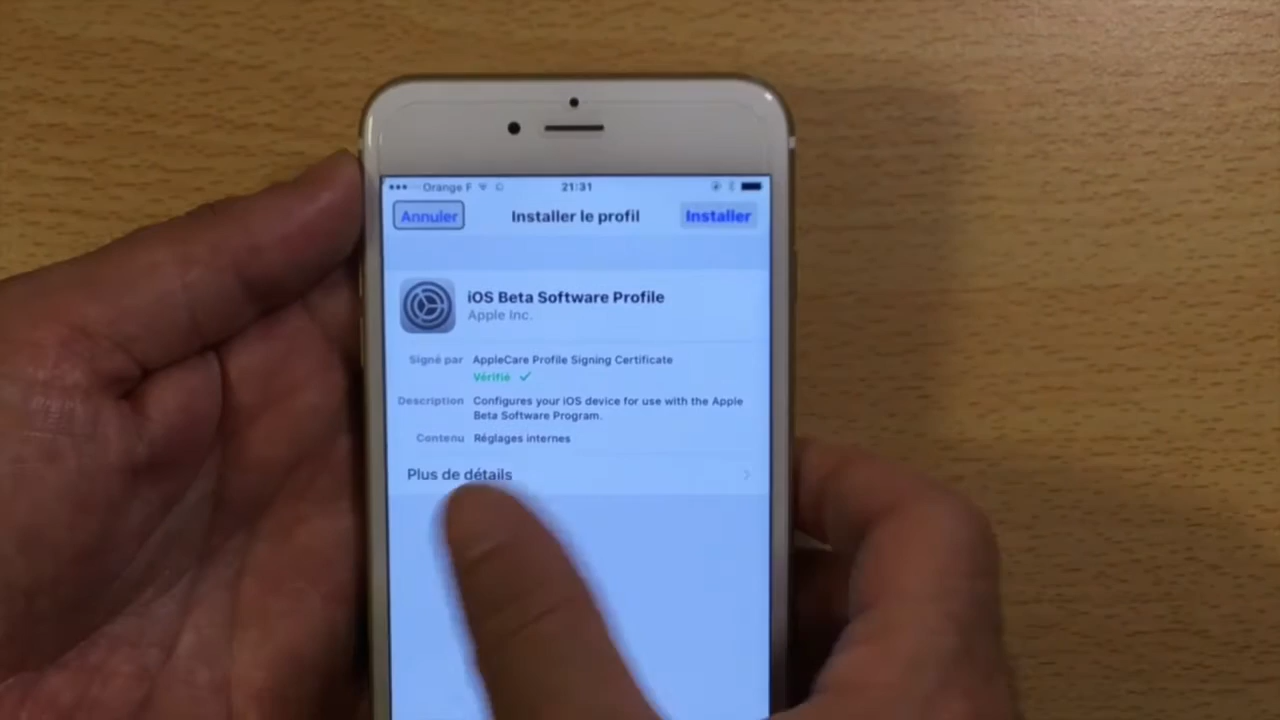 Orange F 21:31
Annuler Installer le profil Installer
iOS Beta Software Profile
Apple Inc.
Signé par AppleCare Profile Signing Certificate
Vérifié
Description Configures your iOS device for use with the Apple
Beta Software Program.
Contenu Réglages internes
Plus de détails